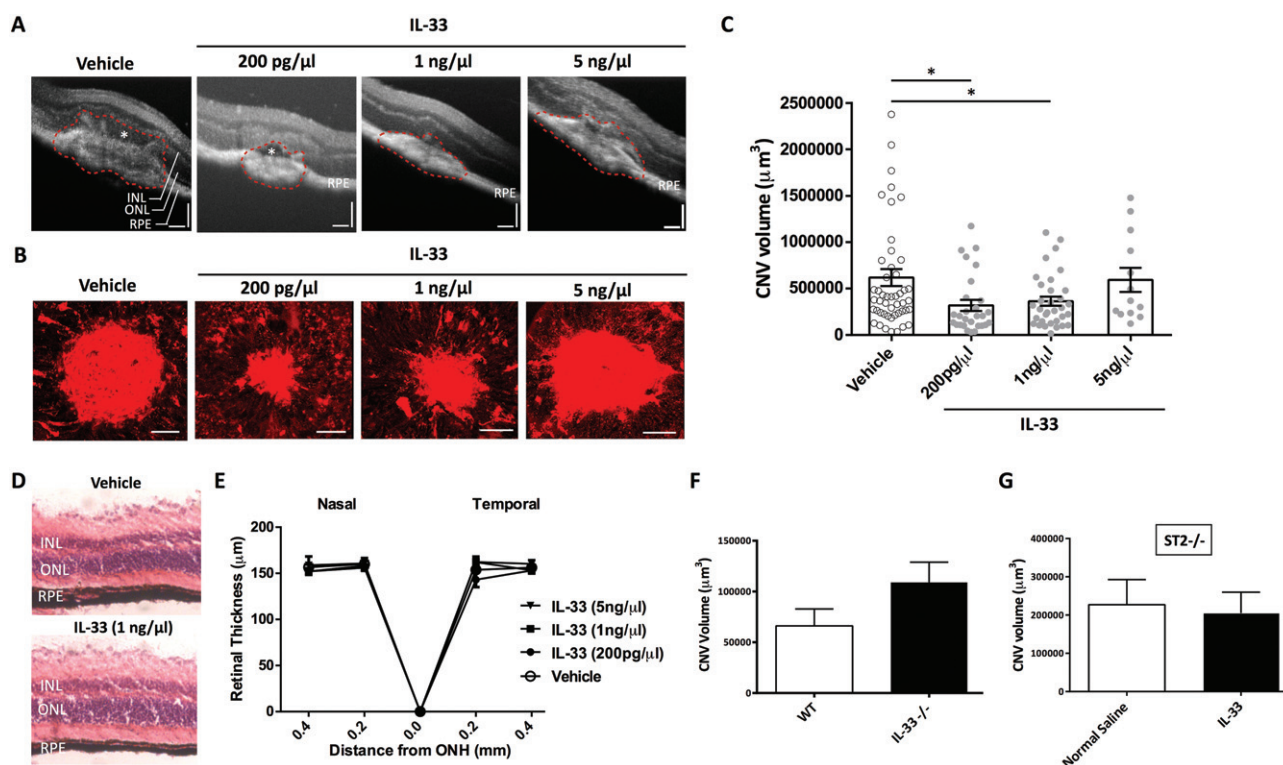 A
IL-33
Vehicle
200 pg/µl
1 ng/µl
5 ng/µl
*
*
INL
ONL
RPE
RPE
RPE
RPE
B
IL-33
Vehicle
200 pg/µl
1 ng/µl
5 ng/µl
C
*
*
CNV volume (µm³)
2500000
2000000
1500000
1000000
500000
0
Vehicle
200pg/µl
1ng/µl
5ng/µl
IL-33
D
Vehicle
INL
ONL
RPE
IL-33 (1 ng/µl)
INL
ONL
RPE
E
Nasal
Temporal
Retinal Thickness (µm)
200
150
100
50
0
0.4
0.2
0.0
0.2
0.4
Distance from ONH (mm)
IL-33 (5ng/µl)
IL-33 (1ng/µl)
IL-33 (200pg/µl)
Vehicle
F
CNV Volume (µm³)
150000
100000
50000
0
WT
IL-33 -/-
G
ST2-/-
CNV volume (µm³)
400000
300000
200000
100000
0
Normal Saline
IL-33